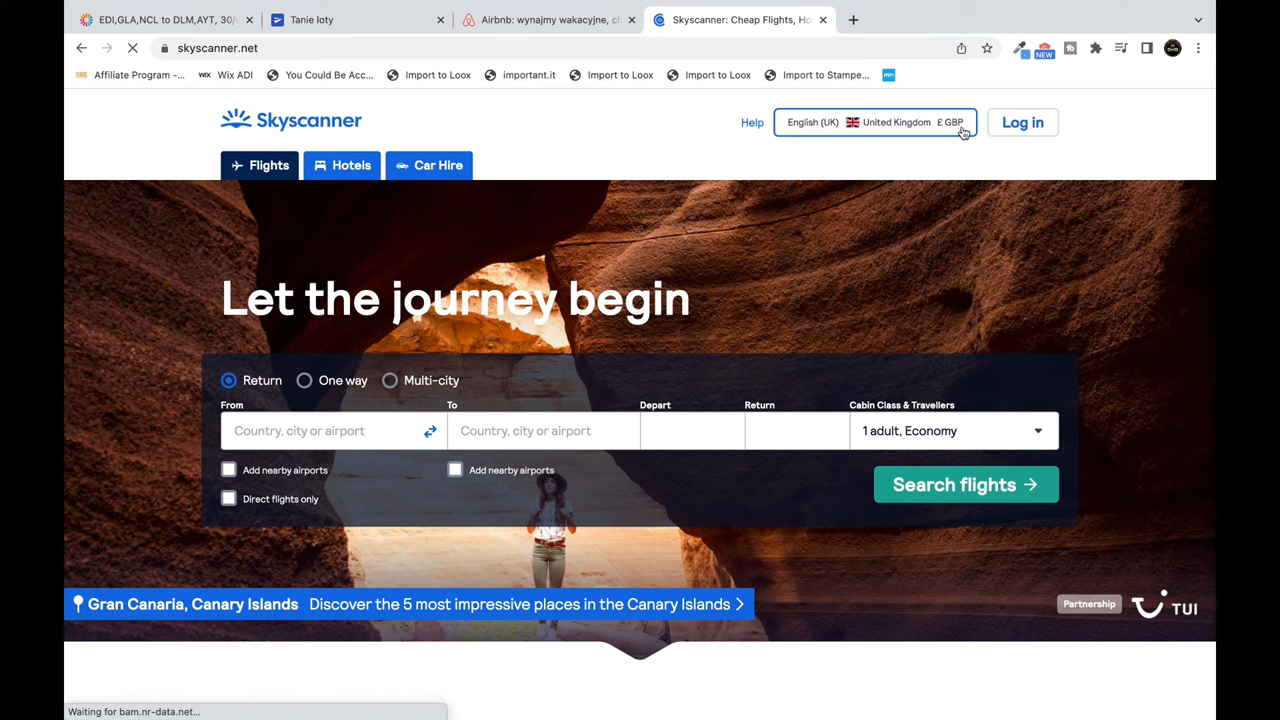 EDI,GLA,NCL to DLM,AYT, 30/
Tanie loty
Airbnb: wynajmy wakacyjne, c
Skyscanner: Cheap Flights, Ho
skyscanner.net
NEW
Affiliate Program -...
WIX Wix ADI
You Could Be Acc...
Import to Loox
important.it
Import to Loox
Import to Loox
Import to Stampe...
Skyscanner
Help
English (UK) United Kingdom £ GBP
Log in
Flights
Hotels
Car Hire
Let the journey begin
Return
One way
Multi-city
From
To
Depart
Return
Cabin Class & Travellers
Country, city or airport
Country, city or airport
1 adult, Economy
Add nearby airports
Add nearby airports
Direct flights only
Search flights
Gran Canaria, Canary Islands Discover the 5 most impressive places in the Canary Islands
Partnership
TUI
Waiting for bam.nr-data.net...